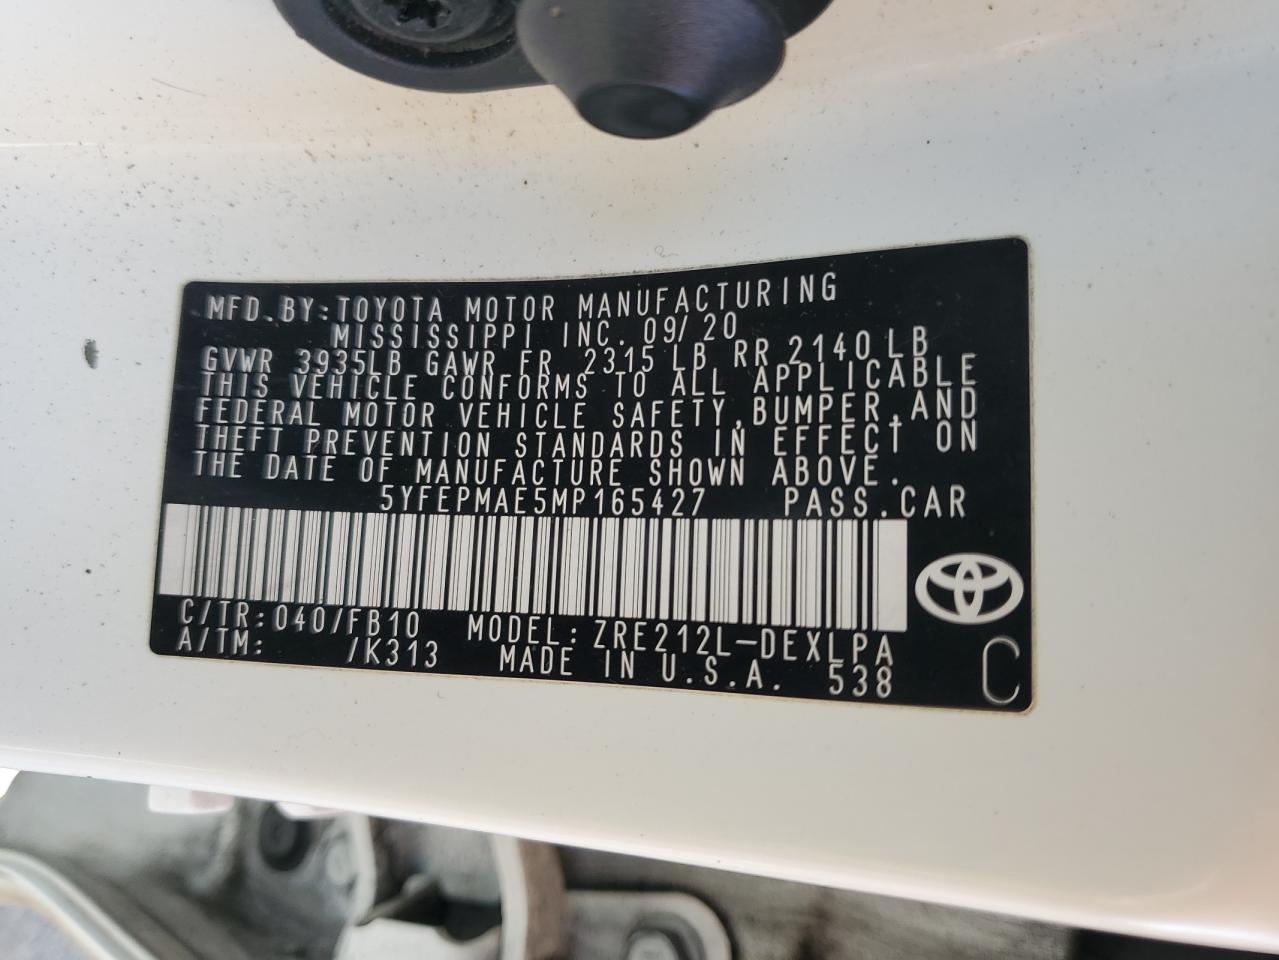 MFD. BY: TOYOTA MOTOR MANUFACTURING
MISSISSIPPI INC. 09/20
GVWR 3935LB GAWR FR 2315 LB RR 2140 LB
THIS VEHICLE CONFORMS TO ALL APPLICABLE
FEDERAL MOTOR VEHICLE SAFETY, BUMPER, AND
THEFT PREVENTION STANDARDS IN EFFECT ON
THE DATE OF MANUFACTURE SHOWN ABOVE.
5YFEPMAE5MP165427 PASS. CAR
C/TR: 040/FB10 MODEL: ZRE212L-DEXLPA
A/TM: /K313 MADE IN U.S.A. 538 C